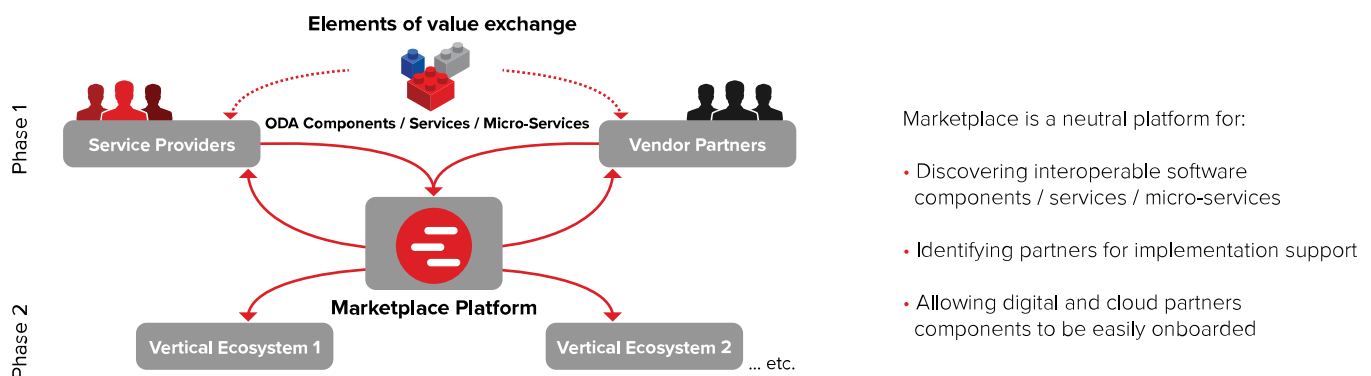 Elements of value exchange
Phase 1
ODA Components / Services / Micro-Services
Service Providers
Vendor Partners
Marketplace Platform
Phase 2
Vertical Ecosystem 1
Vertical Ecosystem 2
... etc.
Marketplace is a neutral platform for:
• Discovering interoperable software
components / services / micro-services
• Identifying partners for implementation support
• Allowing digital and cloud partners
components to be easily onboarded